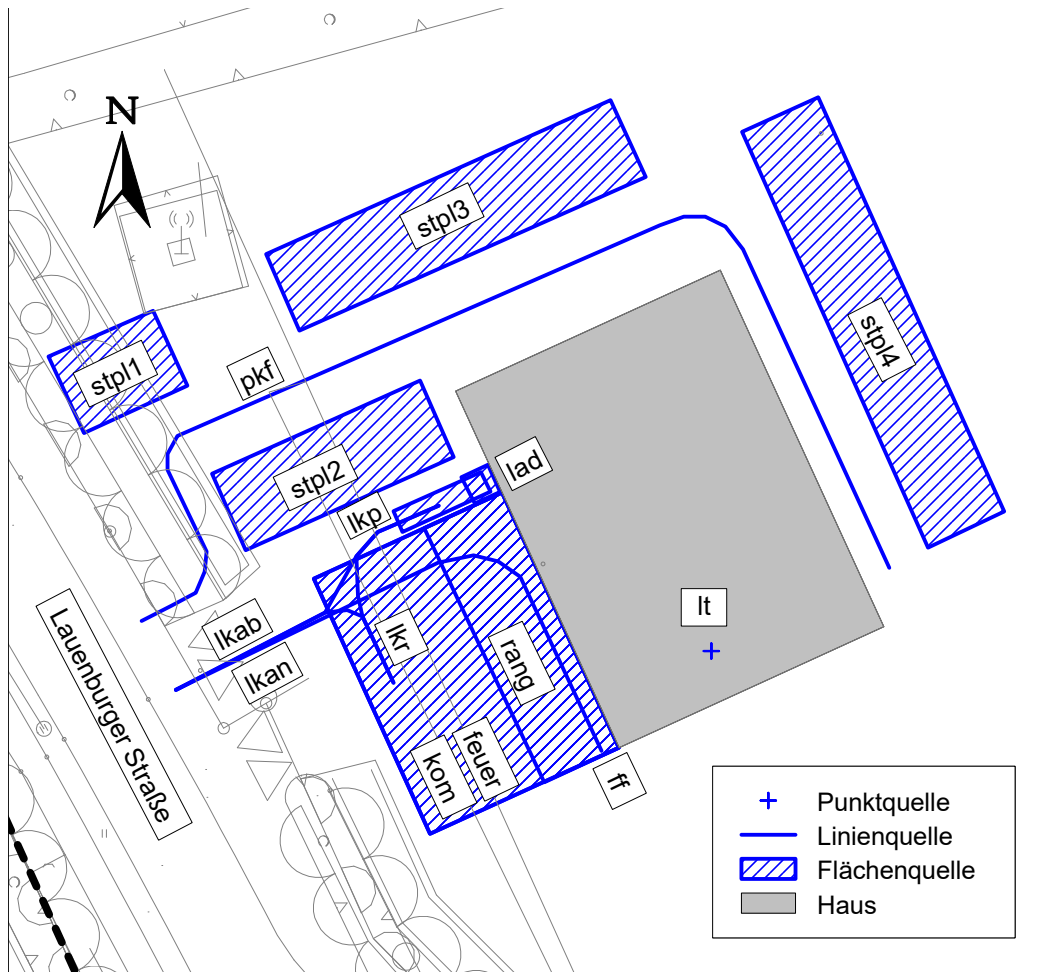 N
stpl3
stpl4
stpl1
pkf
stpl2
lad
lkp
lt
lkab
lkr
lkan
rang
Lauenburger Straße
kom
feuer
ff
Punktquelle
Linienquelle
Flächenquelle
Haus